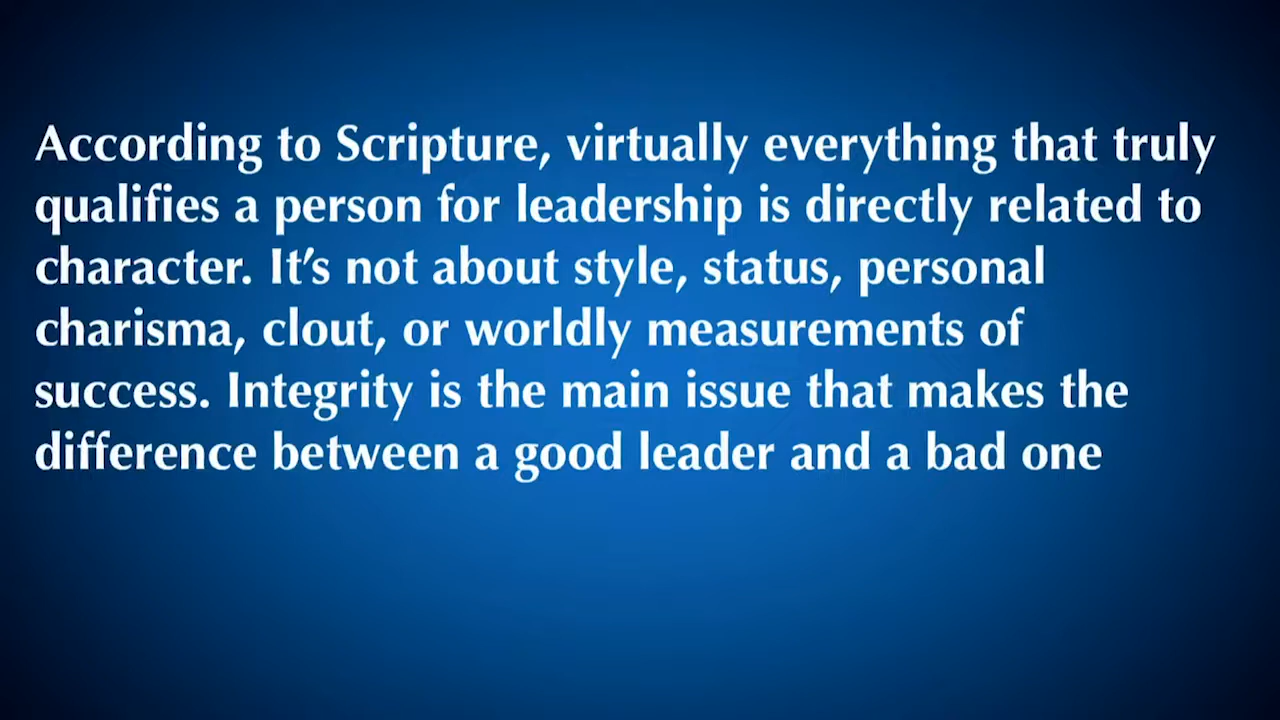 According to Scripture, virtually everything that truly
qualifies a person for leadership is directly related to
character. It’s not about style, status, personal
charisma, clout, or worldly measurements of
success. Integrity is the main issue that makes the
difference between a good leader and a bad one